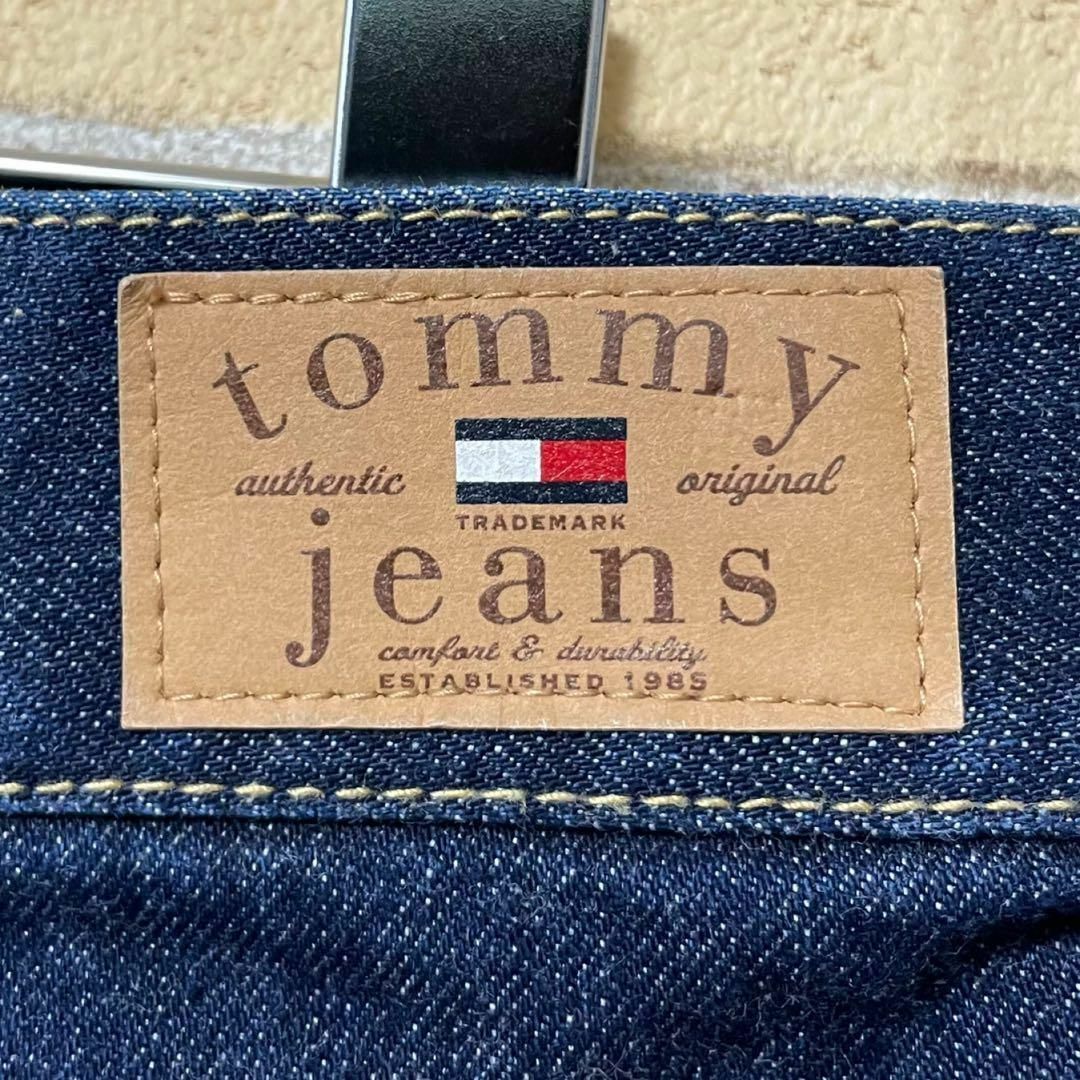 tommy
authentic original
TRADEMARK
jeans
comfort & durability
ESTABLISHED 1985